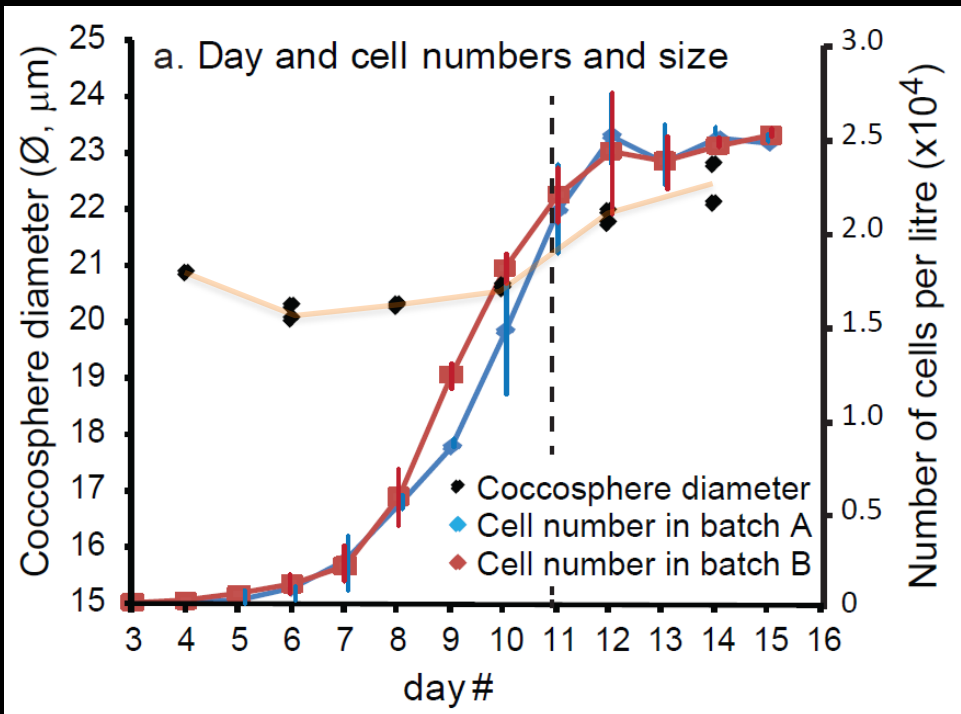 a. Day and cell numbers and size
Coccosphere diameter (Ø, μm)
25
24
23
22
21
20
19
18
17
16
15
3.0
2.5
2.0
1.5
1.0
0.5
0
Number of cells per litre (x10⁴)
Coccosphere diameter
Cell number in batch A
Cell number in batch B
3 4 5 6 7 8 9 10 11 12 13 14 15 16
day #